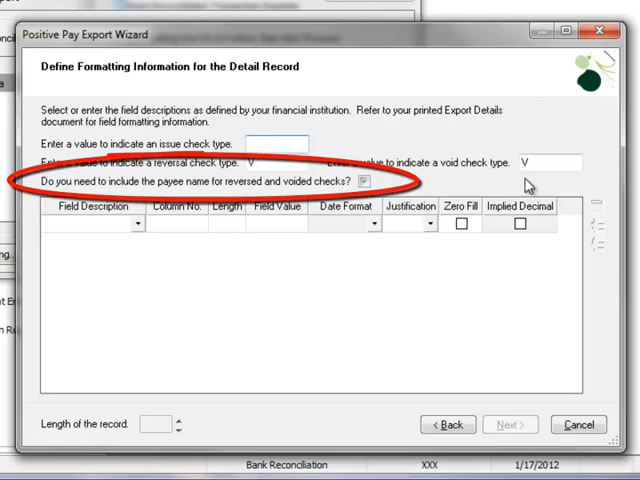 Positive Pay Export Wizard
Define Formatting Information for the Detail Record
Select or enter the field descriptions as defined by your financial institution. Refer to your printed Export Details
document for field formatting information.
Enter a value to indicate an issue check type.
Enter a value to indicate a reversal check type. V Enter a value to indicate a void check type. V
Do you need to include the payee name for reversed and voided checks?
Field Description Column No. Length Field Value Date Format Justification Zero Fill Implied Decimal
Length of the record. < Back Next > Cancel
Bank Reconciliation XXX 1/17/2012